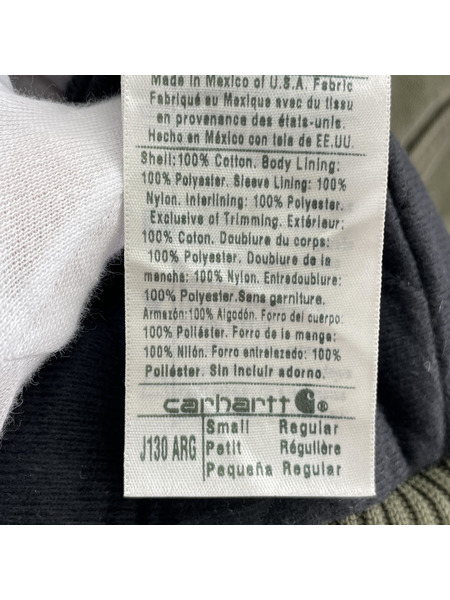 Made in Mexico of U.S.A. Fabric
Fabriqué au Mexique avec du tissu
en provenance des états-unis.
Hecho en México con tela de EE.UU.
Shell:100% Cotton. Body Lining:
100% Polyester. Sleeve Lining: 100%
Nylon. Interlining: 100% Polyester.
Exclusive of Trimming. Extérieur:
100% Coton. Doublure du corps:
100% Polyester. Doublure de la
mancha: 100% Nylon. Entredoublure:
100% Polyester.Sans garniture.
Armazón:100% Algodón. Forro del cuerpo:
100% Poliéster. Forro de la manga:
100% Nilón. Forro entrelazado: 100%
Poliéster. Sin incluir adorno.
carhartt ®
J130 ARG
Small Regular
Petit Régulière
Pequeña Regular